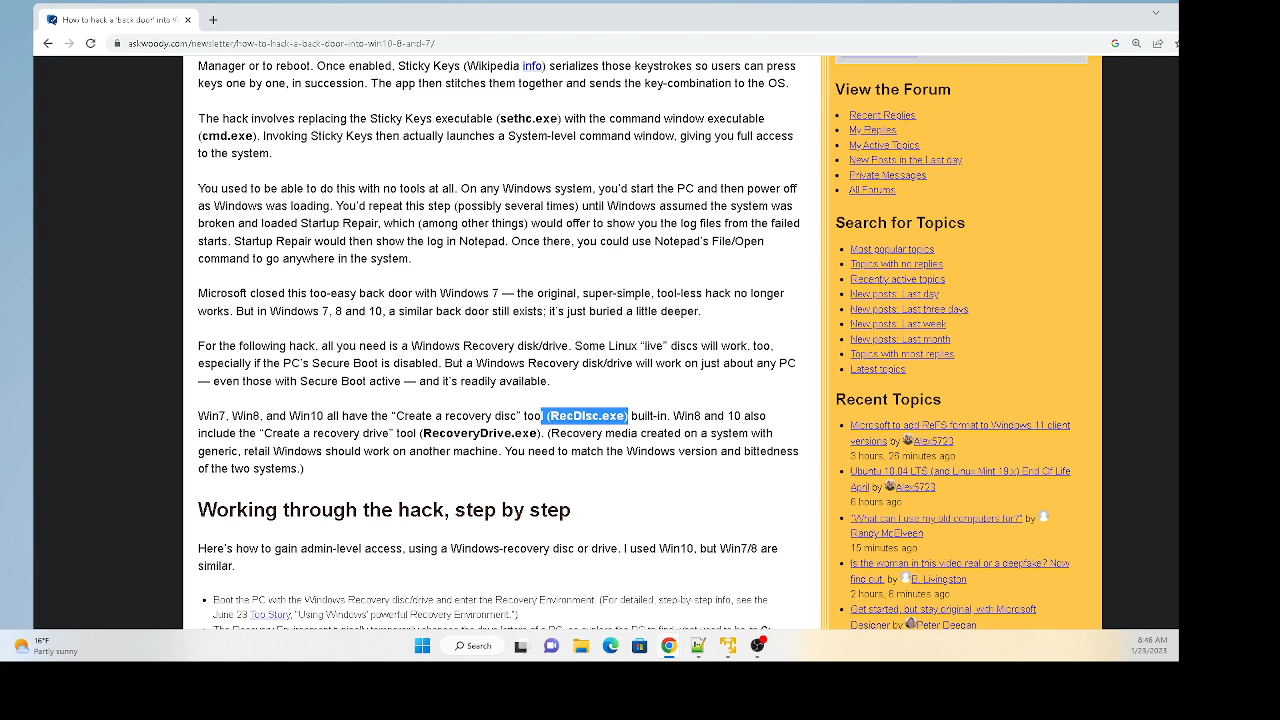 How to hack a 'back door' into V
askwoody.com/newsletter/how-to-hack-a-back-door-into-win10-8-and-7/
Manager or to reboot. Once enabled, Sticky Keys (Wikipedia info) serializes those keystrokes so users can press
keys one by one, in succession. The app then stitches them together and sends the key-combination to the OS.
The hack involves replacing the Sticky Keys executable (sethc.exe) with the command window executable
(cmd.exe). Invoking Sticky Keys then actually launches a System-level command window, giving you full access
to the system.
You used to be able to do this with no tools at all. On any Windows system, you'd start the PC and then power off
as Windows was loading. You'd repeat this step (possibly several times) until Windows assumed the system was
broken and loaded Startup Repair, which (among other things) would offer to show you the log files from the failed
starts. Startup Repair would then show the log in Notepad. Once there, you could use Notepad's File/Open
command to go anywhere in the system.
Microsoft closed this too-easy back door with Windows 7 — the original, super-simple, tool-less hack no longer
works. But in Windows 7, 8 and 10, a similar back door still exists; it's just buried a little deeper.
For the following hack, all you need is a Windows Recovery disk/drive. Some Linux "live" discs will work, too,
especially if the PC's Secure Boot is disabled. But a Windows Recovery disk/drive will work on just about any PC
— even those with Secure Boot active — and it's readily available.
Win7, Win8, and Win10 all have the "Create a recovery disc" tool (RecDisc.exe) built-in. Win8 and 10 also
include the "Create a recovery drive" tool (RecoveryDrive.exe). (Recovery media created on a system with
generic, retail Windows should work on another machine. You need to match the Windows version and bittedness
of the two systems.)
Working through the hack, step by step
Here's how to gain admin-level access, using a Windows-recovery disc or drive. I used Win10, but Win7/8 are
similar.
Boot the PC with the Windows Recovery disc/drive and enter the Recovery Environment. (For detailed, step-by-step info, see the
June 23 Top Story, "Using Windows' powerful Recovery Environment.")
View the Forum
Recent Replies
My Replies
My Active Topics
New Posts in the Last day
Private Messages
All Forums
Search for Topics
Most popular topics
Topics with no replies
Recently active topics
New posts: Last day
New posts: Last three days
New posts: Last week
New posts: Last month
Topics with most replies
Latest topics
Recent Topics
Microsoft to add ReFS format to Windows 11 client
versions by Alex5723
3 hours, 26 minutes ago
Ubuntu 18.04 LTS (and Linux Mint 19.x) End Of Life
April by Alex5723
6 hours ago
"What can I use my old computers for?" by
Randy McElveen
15 minutes ago
Is the woman in this video real or a deepfake? Now
find out. by B. Livingston
2 hours, 8 minutes ago
Get started, but stay original, with Microsoft
Designer by Peter Deegan
16°F
Partly sunny
Search
8:46 AM
1/23/2023